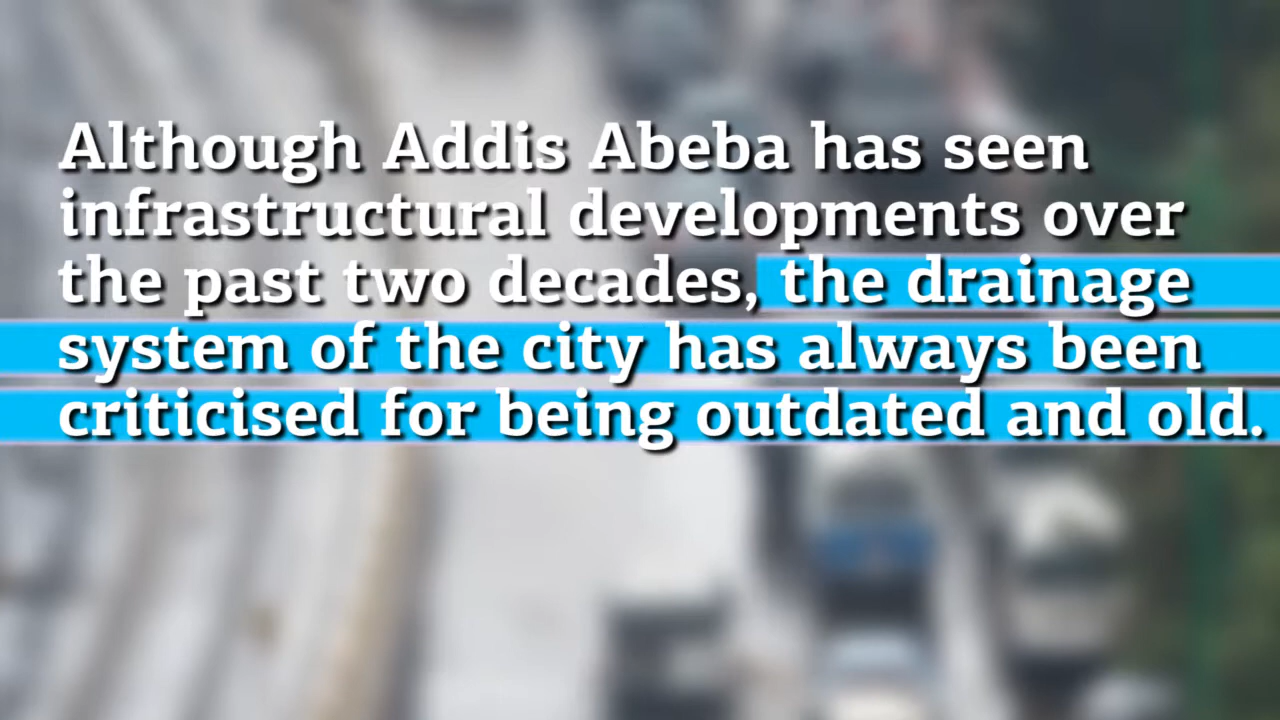 Although Addis Abeba has seen
infrastructural developments over
the past two decades, the drainage
system of the city has always been
criticised for being outdated and old.